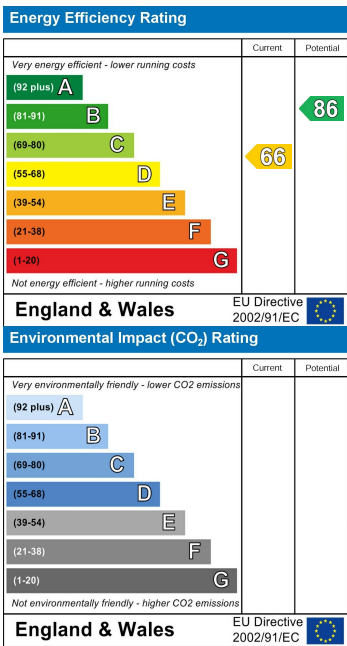 Energy Efficiency Rating
Current Potential
Very energy efficient - lower running costs
(92 plus) A
(81-91) B
(69-80) C
(55-68) D
(39-54) E
(21-38) F
(1-20) G
66
86
Not energy efficient - higher running costs
England & Wales
EU Directive
2002/91/EC
Environmental Impact (CO₂) Rating
Current Potential
Very environmentally friendly - lower CO2 emissions
(92 plus) A
(81-91) B
(69-80) C
(55-68) D
(39-54) E
(21-38) F
(1-20) G
Not environmentally friendly - higher CO2 emissions
England & Wales
EU Directive
2002/91/EC